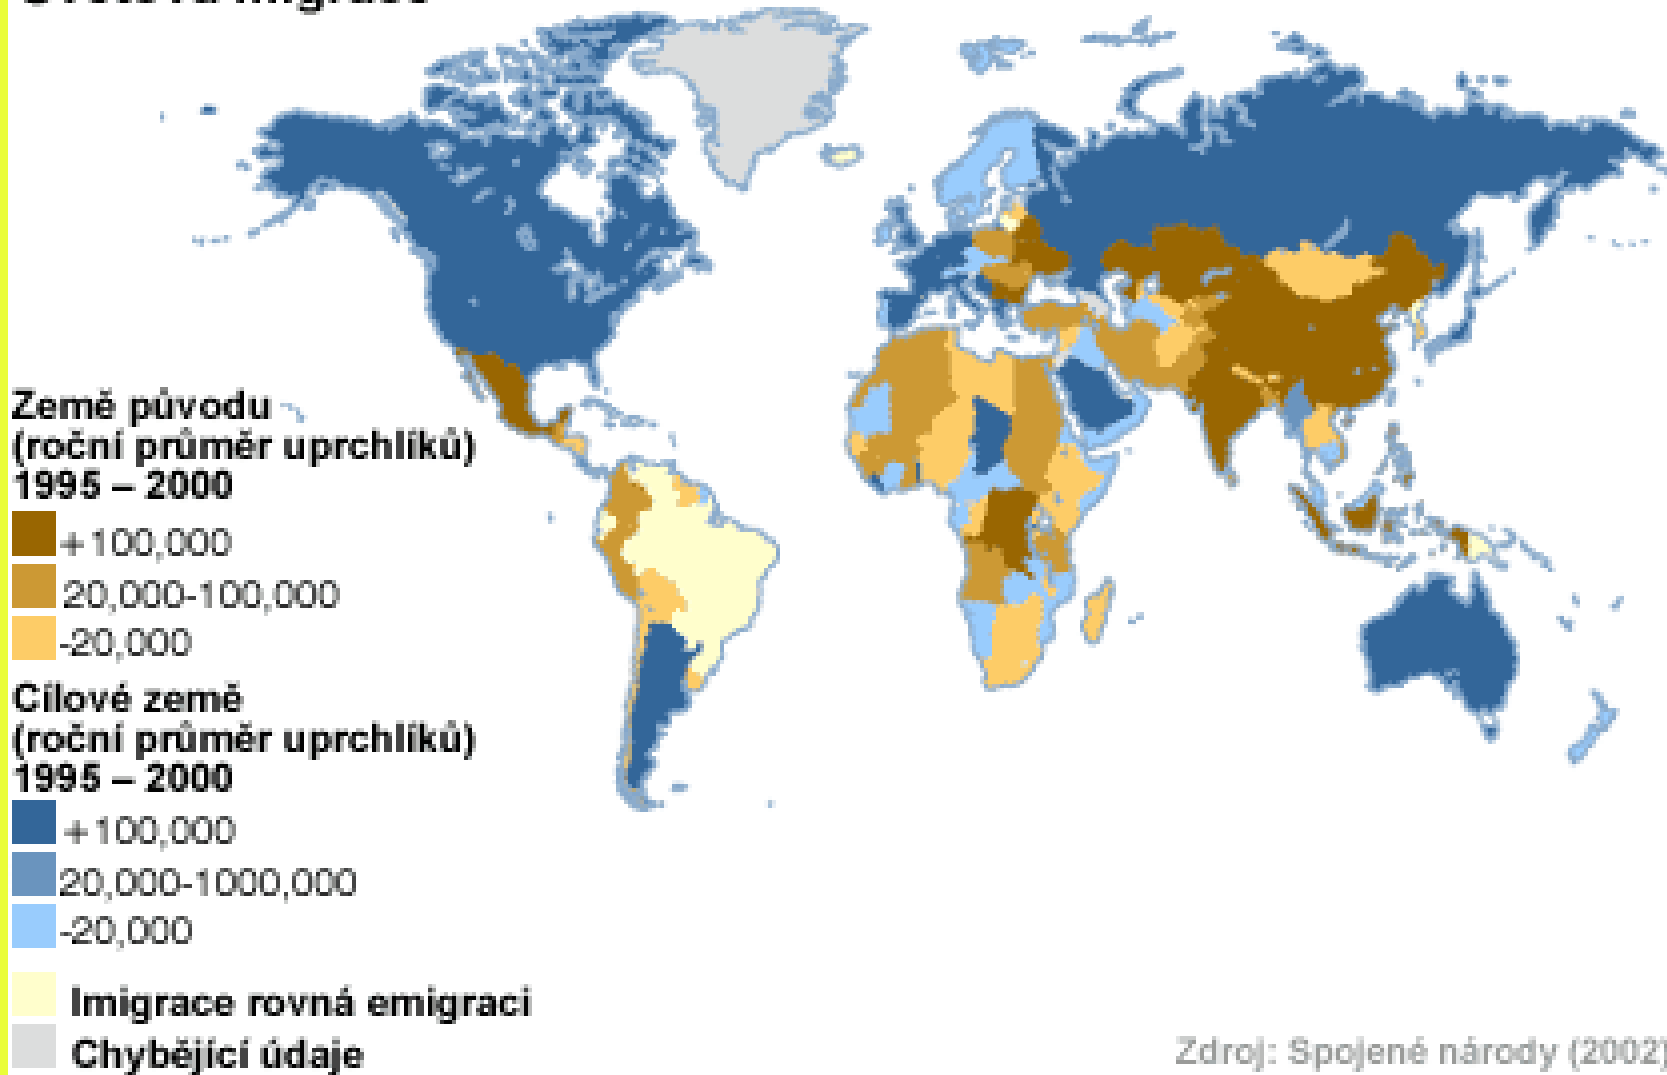 Země původu
(roční průměr uprchlíků)
1995 – 2000
+100,000
20,000-100,000
-20,000
Cílové země
(roční průměr uprchlíků)
1995 – 2000
+100,000
20,000-1000,000
-20,000
Imigrace rovná emigraci
Chybějící údaje
Zdroj: Spojené národy (2002)